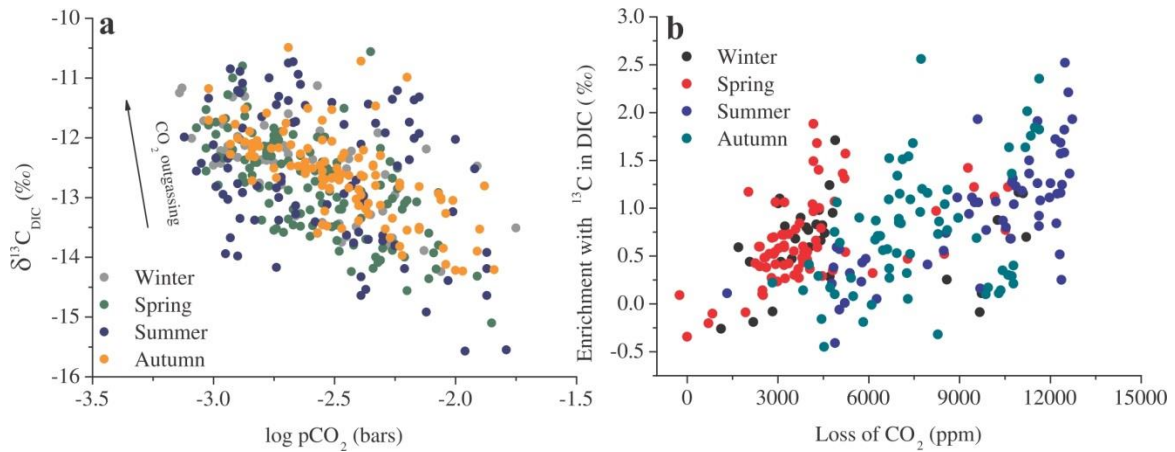 a
-10
-11
-12
-13
-14
-15
-16
δ¹³C_DIC (‰)
CO₂ outgassing
Winter
Spring
Summer
Autumn
-3.5
-3.0
-2.5
-2.0
-1.5
log pCO₂ (bars)
b
3.0
2.5
2.0
1.5
1.0
0.5
0.0
-0.5
Enrichment with ¹³C in DIC (‰)
Winter
Spring
Summer
Autumn
0
3000
6000
9000
12000
15000
Loss of CO₂ (ppm)